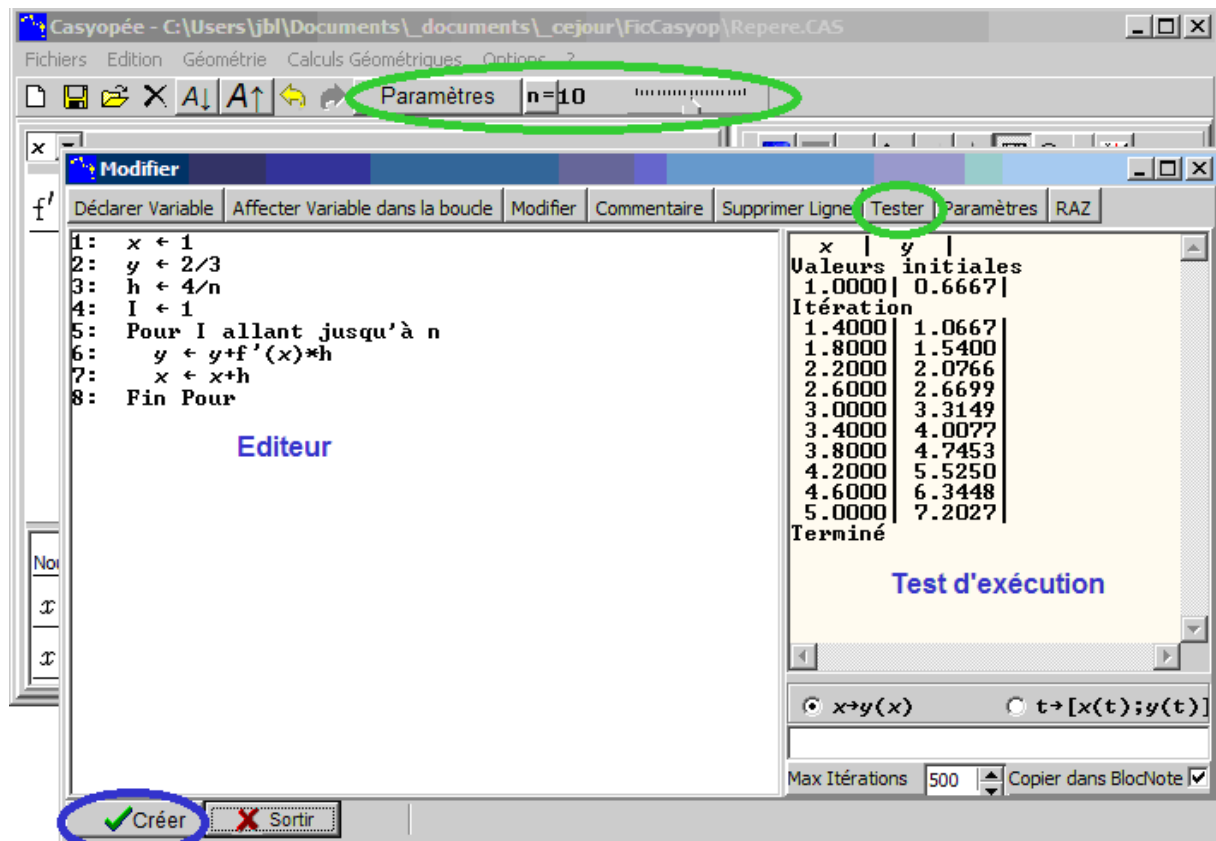 Casyopée - C:\Users\jbl\Documents\_documents\_cejour\FicCasyop\Repere.CAS
Fichiers Edition Géométrie Calculs Géométriques Options ?
A↓ A↑ Paramètres n=10
x
Modifier
f'
Déclarer Variable Affecter Variable dans la boucle Modifier Commentaire Supprimer Ligne Tester Paramètres RAZ
1: x ← 1
2: y ← 2/3
3: h ← 4/n
4: I ← 1
5: Pour I allant jusqu'à n
6: y ← y+f'(x)*h
7: x ← x+h
8: Fin Pour
Editeur
x | y |
Valeurs initiales
1.0000| 0.6667|
Itération
1.4000| 1.0667|
1.8000| 1.5400|
2.2000| 2.0766|
2.6000| 2.6699|
3.0000| 3.3149|
3.4000| 4.0077|
3.8000| 4.7453|
4.2000| 5.5250|
4.6000| 6.3448|
5.0000| 7.2027|
Terminé
Test d'exécution
x
x
x→y(x) t→[x(t);y(t)]
Max Itérations 500 Copier dans BlocNote
Créer Sortir